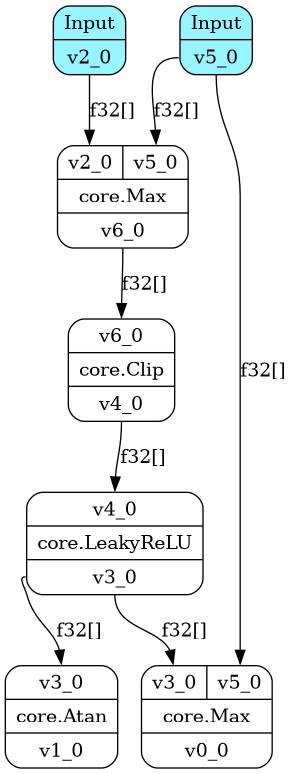 Input
v2_0
Input
v5_0
f32[]
f32[]
v2_0 v5_0
core.Max
v6_0
f32[]
v6_0
core.Clip
v4_0
f32[]
f32[]
v4_0
core.LeakyReLU
v3_0
f32[]
f32[]
v3_0
core.Atan
v1_0
v3_0 v5_0
core.Max
v0_0